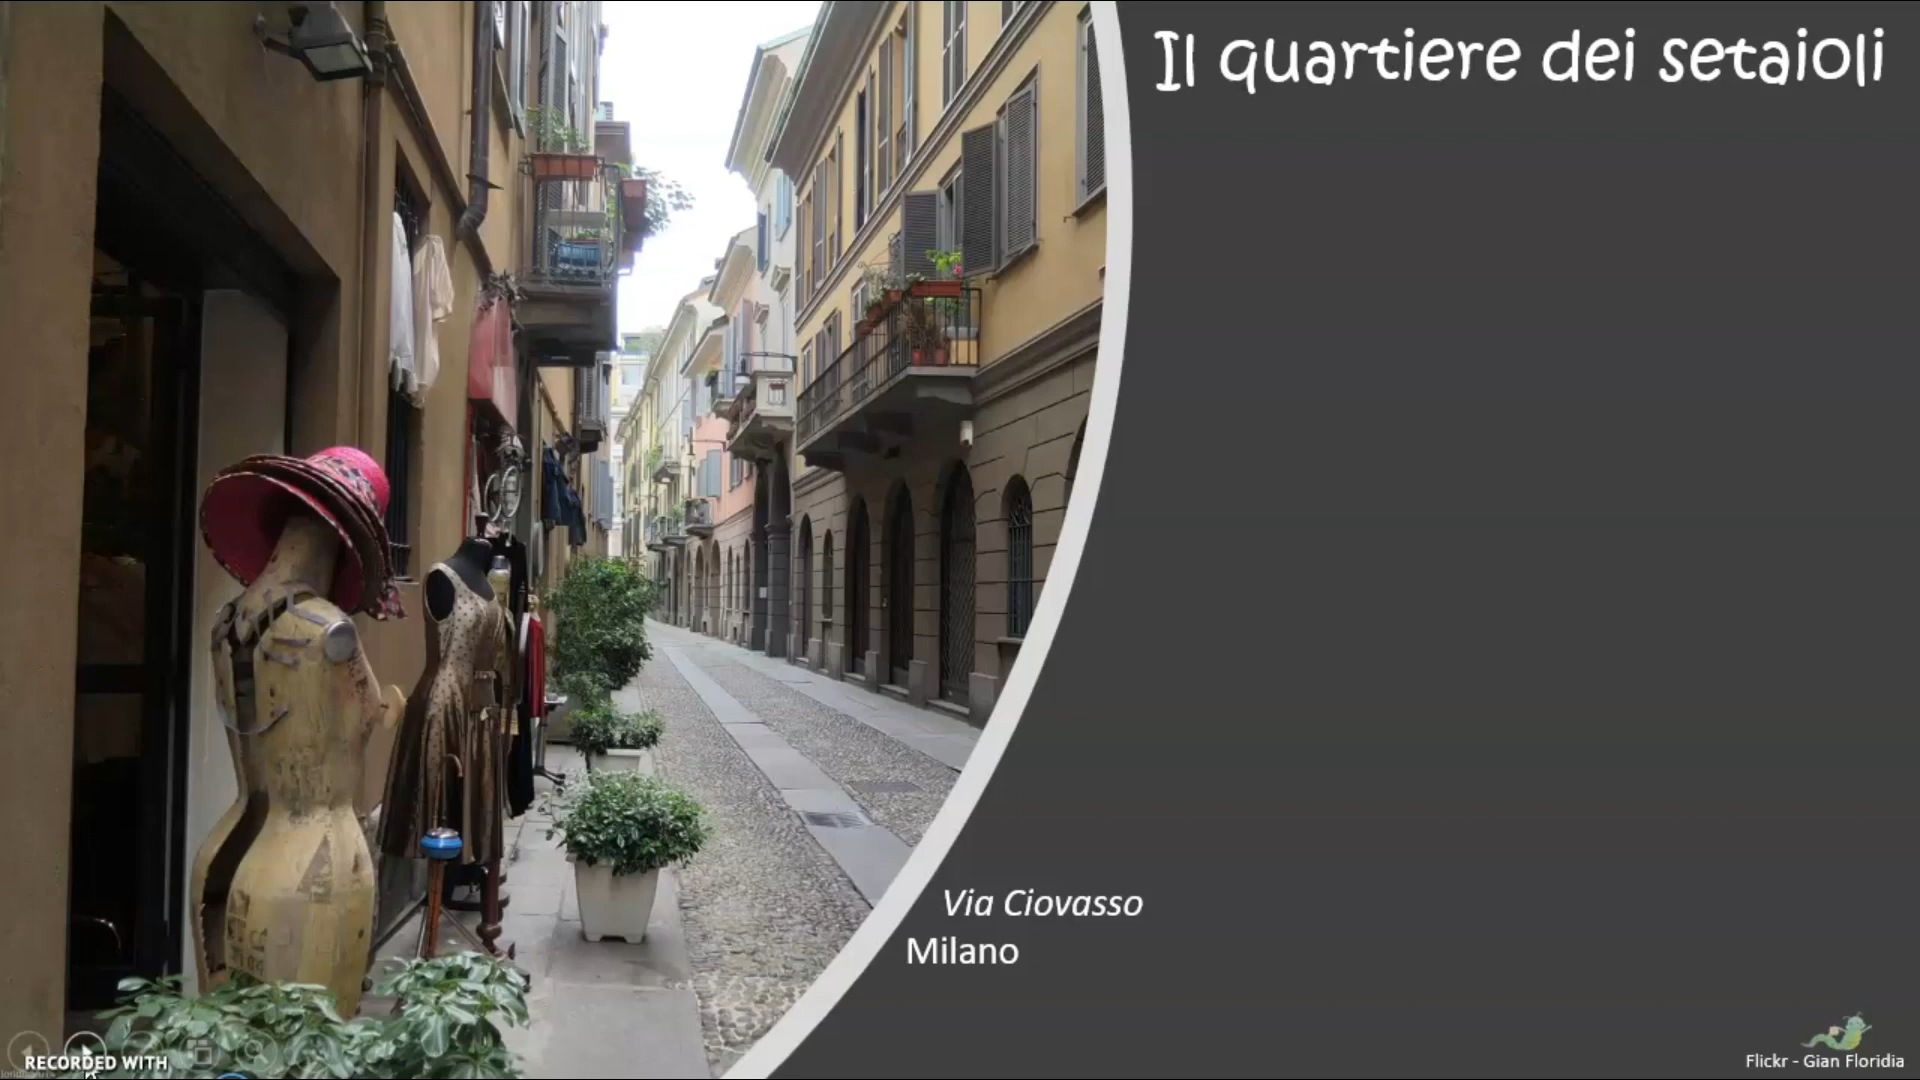 Il quartiere dei setaioli
Via Ciovasso
Milano
Flickr - Gian Floridia
RECORDED WITH